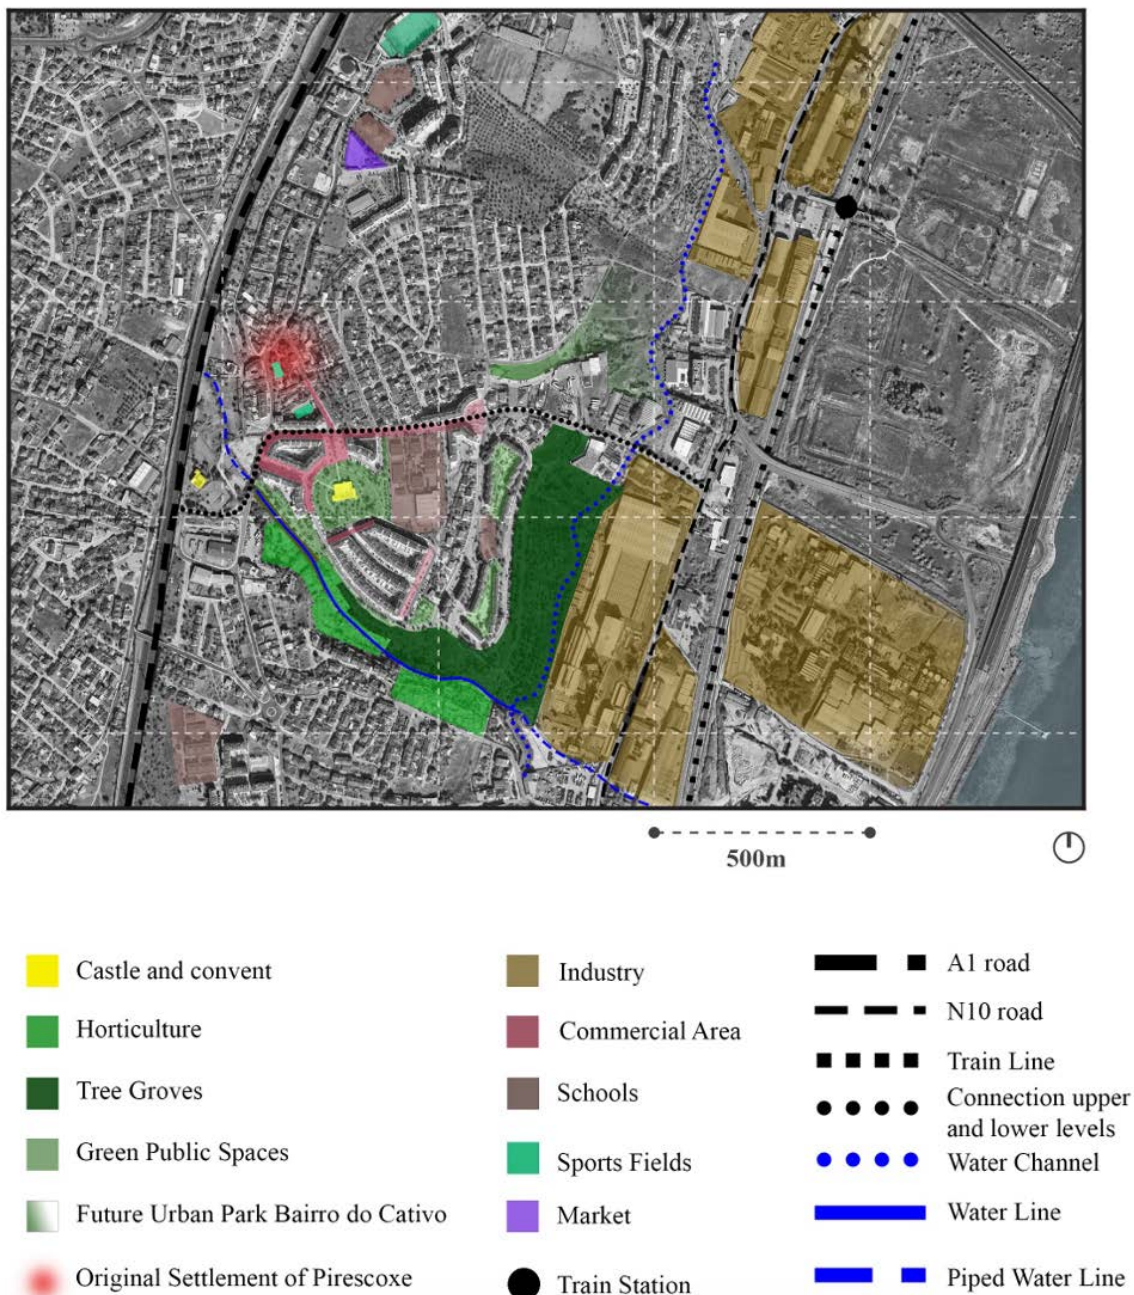 500m
Castle and convent
Horticulture
Tree Groves
Green Public Spaces
Future Urban Park Bairro do Cativo
Original Settlement of Pirescoxe
Industry
Commercial Area
Schools
Sports Fields
Market
Train Station
A1 road
N10 road
Train Line
Connection upper
and lower levels
Water Channel
Water Line
Piped Water Line